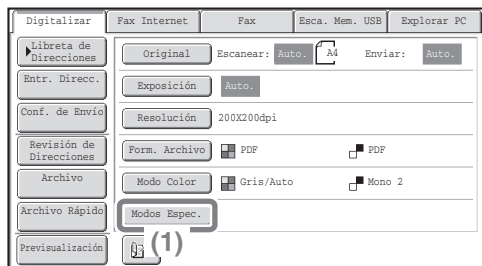 Digitalizar Fax Internet Fax Esca. Mem. USB Explorar PC
Libreta de
Direcciones
Original Escanear: Auto. A4 Enviar: Auto.
Entr. Direcc.
Exposición Auto.
Conf. de Envío
Resolución 200X200dpi
Revisión de
Direcciones
Form. Archivo PDF PDF
Archivo
Modo Color Gris/Auto Mono 2
Archivo Rápido
Modos Espec.
(1)
Previsualización